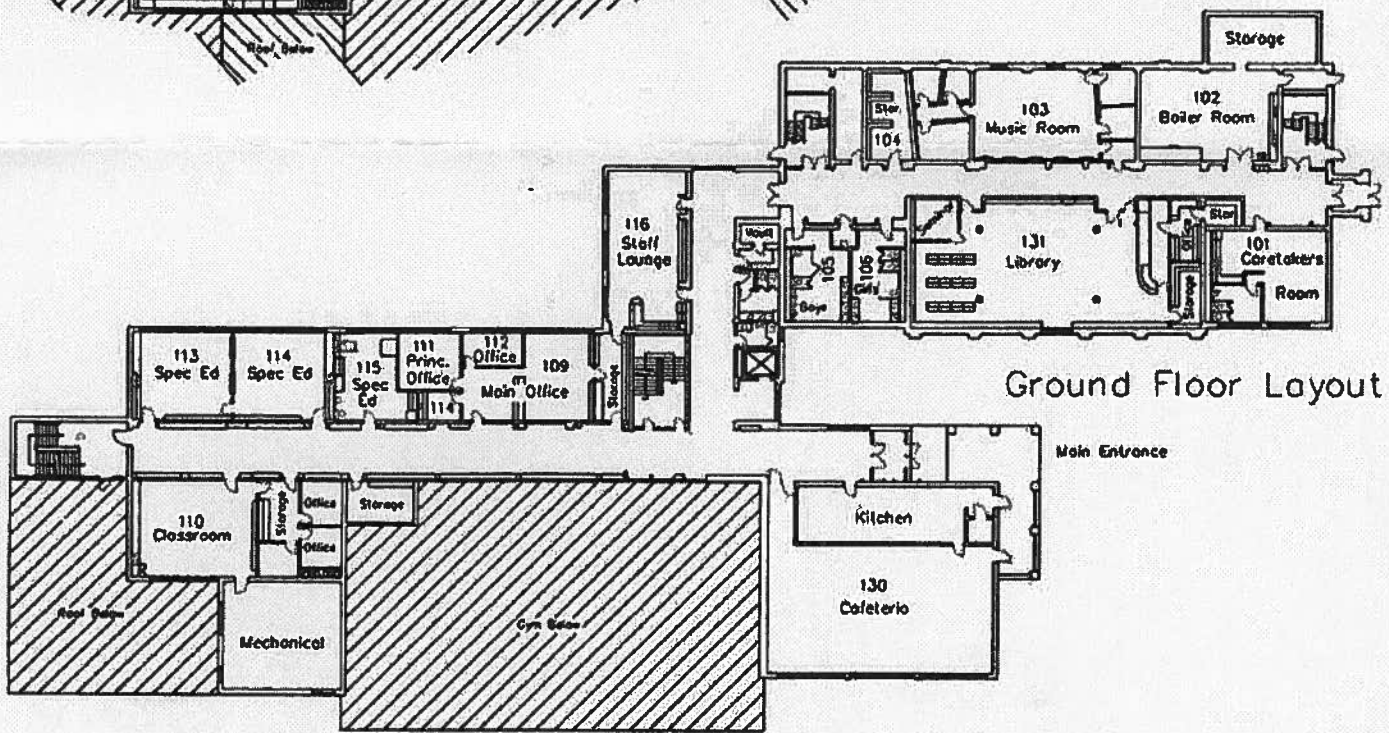 Roof Below
Storage
103
Music Room
102
Boiler Room
Stor.
104
116
Staff
Lounge
Vault
105
Boys
106
Girls
131
Library
Stor.
Office
Storage
101
Caretakers
Room
113
Spec Ed
114
Spec Ed
115
Spec
Ed
111
Princ.
Office
114
112
Office
109
Main Office
Storage
Ground Floor Layout
Main Entrance
110
Classroom
Storage
Office
Office
Storage
Kitchen
130
Cafeteria
Roof Below
Mechanical
Gym Below